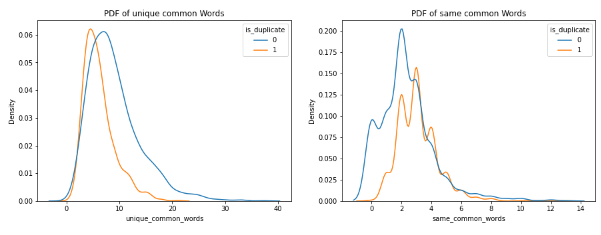 PDF of unique common Words
is_duplicate
0
1
Density
0.06
0.05
0.04
0.03
0.02
0.01
0.00
0 10 20 30 40
unique_common_words
PDF of same common Words
is_duplicate
0
1
Density
0.200
0.175
0.150
0.125
0.100
0.075
0.050
0.025
0.000
0 2 4 6 8 10 12 14
same_common_words